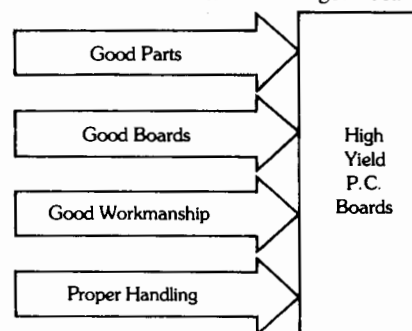 Good Parts
Good Boards
Good Workmanship
Proper Handling
High
Yield
P.C.
Boards